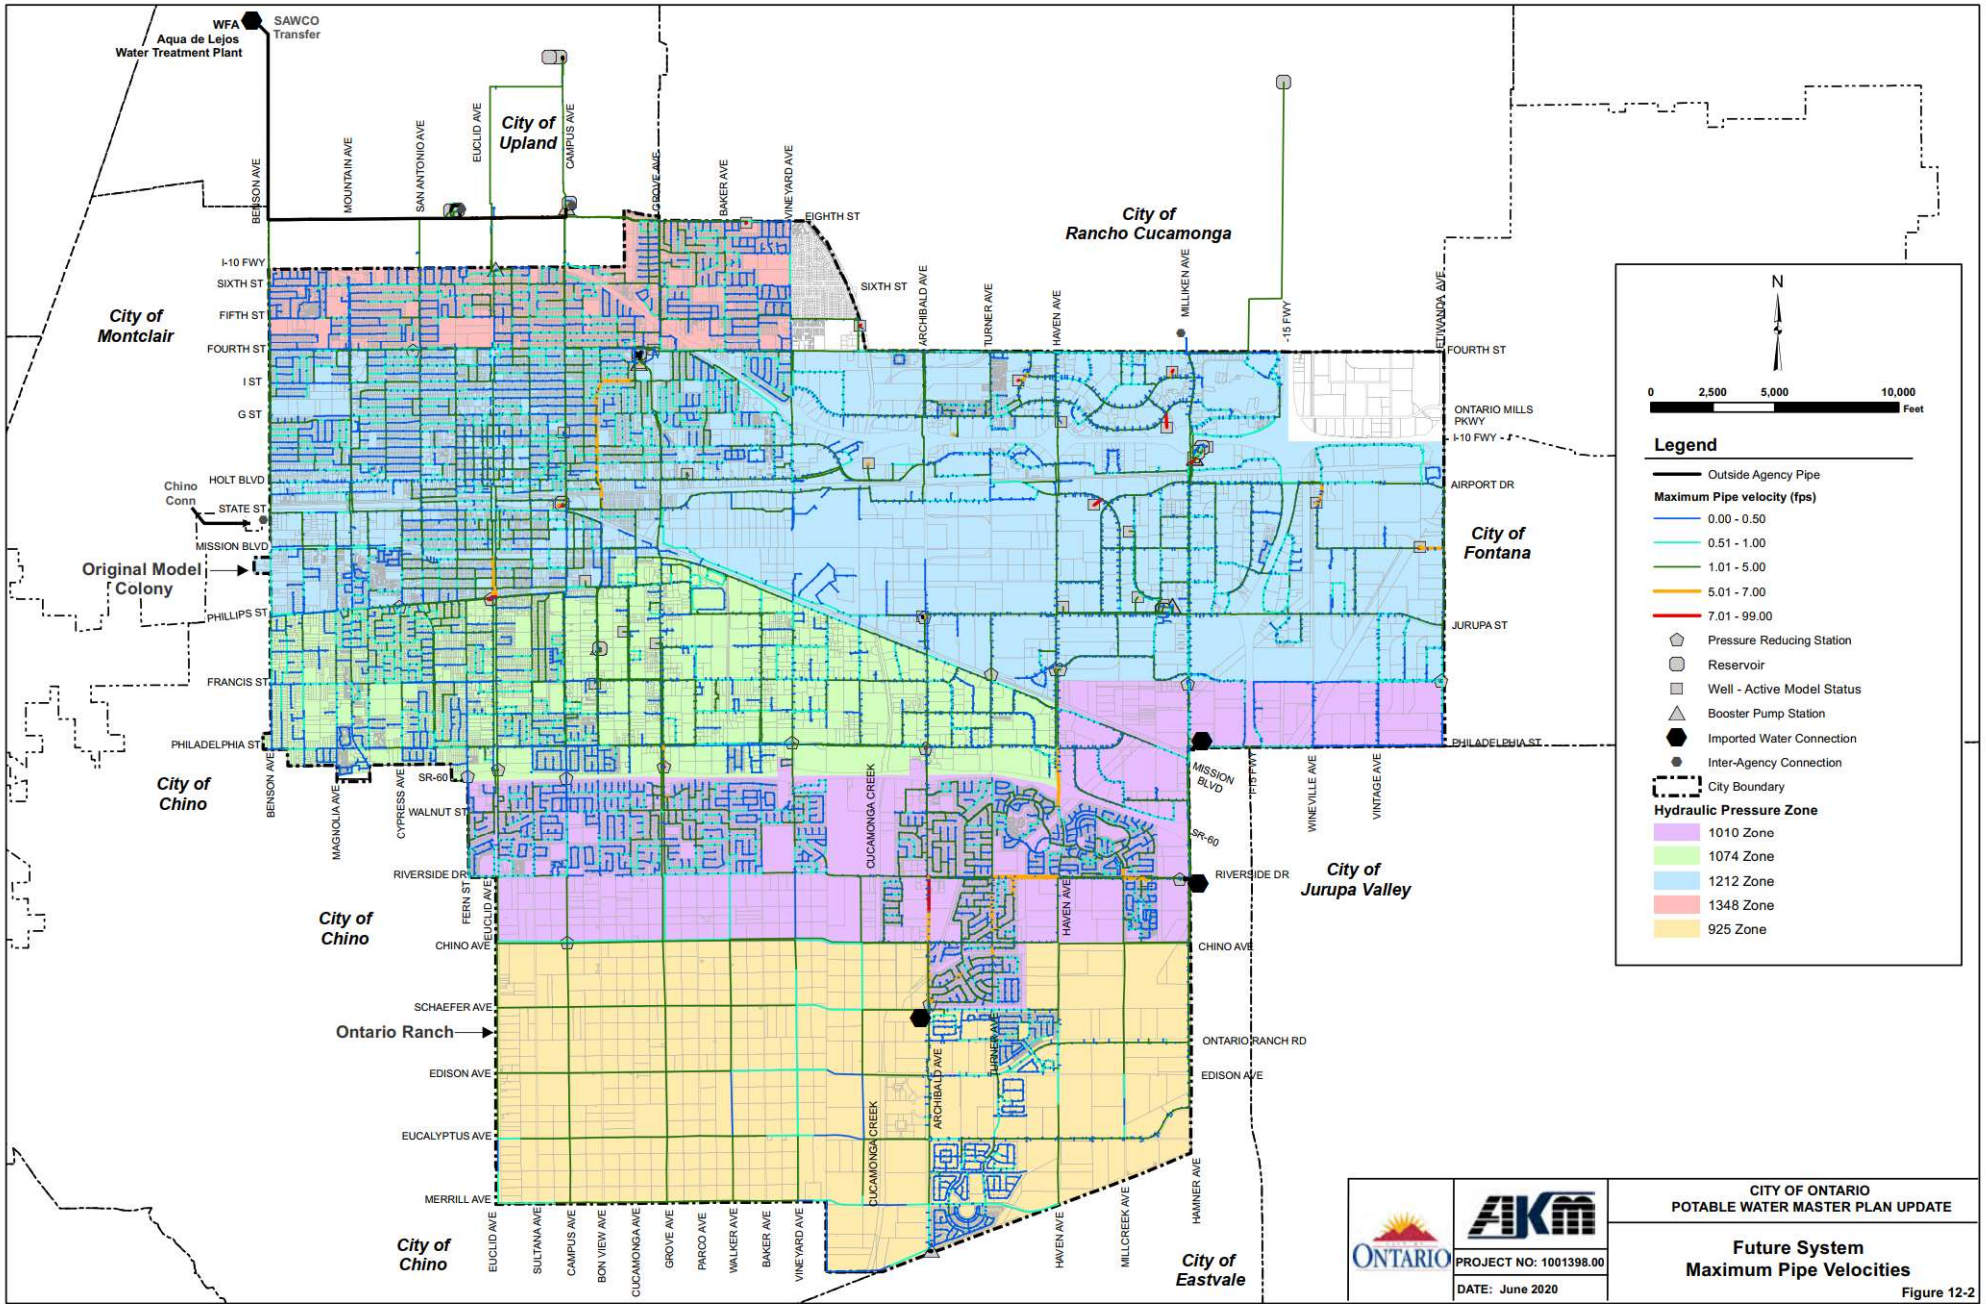 WFA
Aqua de Lejos
Water Treatment Plant
SAWCO
Transfer
City of
Upland
EUCLID AVE
CAMPUS AVE
BENSON AVE
MOUNTAIN AVE
SAN ANTONIO AVE
GROVE AVE
BAKER AVE
VINEYARD AVE
EIGHTH ST
City of
Rancho Cucamonga
I-10 FWY
SIXTH ST
FIFTH ST
FOURTH ST
I ST
G ST
HOLT BLVD
STATE ST
MISSION BLVD
PHILLIPS ST
FRANCIS ST
PHILADELPHIA ST
SIXTH ST
ARCHIBALD AVE
TURNER AVE
HAVEN AVE
MILLIKEN AVE
-15 FWY
ETIWANDA AVE
FOURTH ST
ONTARIO MILLS
PKWY
I-10 FWY
AIRPORT DR
City of
Fontana
JURUPA ST
PHILADELPHIA ST
City of
Montclair
Chino
Conn
Original Model
Colony
City of
Chino
BENSON AVE
MAGNOLIA AVE
CYPRESS AVE
SR-60
WALNUT ST
RIVERSIDE DR
FERN ST
EUCLID AVE
CUCAMONGA CREEK
MISSION
BLVD
SR-60
I-15 FWY
WINEVILLE AVE
VINTAGE AVE
City of
Jurupa Valley
RIVERSIDE DR
HAVEN AVE
City of
Chino
CHINO AVE
CHINO AVE
SCHAEFER AVE
Ontario Ranch
EDISON AVE
EUCALYPTUS AVE
MERRILL AVE
ONTARIO RANCH RD
EDISON AVE
ARCHIBALD AVE
TURNER AVE
CUCAMONGA CREEK
City of
Chino
EUCLID AVE
SULTANA AVE
CAMPUS AVE
BON VIEW AVE
CUCAMONGA AVE
GROVE AVE
PARCO AVE
WALKER AVE
BAKER AVE
VINEYARD AVE
HAVEN AVE
MILLCREEK AVE
HAMNER AVE
City of
Eastvale
N
0 2,500 5,000 10,000
Feet
Legend
Outside Agency Pipe
Maximum Pipe velocity (fps)
0.00 - 0.50
0.51 - 1.00
1.01 - 5.00
5.01 - 7.00
7.01 - 99.00
Pressure Reducing Station
Reservoir
Well - Active Model Status
Booster Pump Station
Imported Water Connection
Inter-Agency Connection
City Boundary
Hydraulic Pressure Zone
1010 Zone
1074 Zone
1212 Zone
1348 Zone
925 Zone
ONTARIO
AKM
PROJECT NO: 1001398.00
DATE: June 2020
CITY OF ONTARIO
POTABLE WATER MASTER PLAN UPDATE
Future System
Maximum Pipe Velocities
Figure 12-2